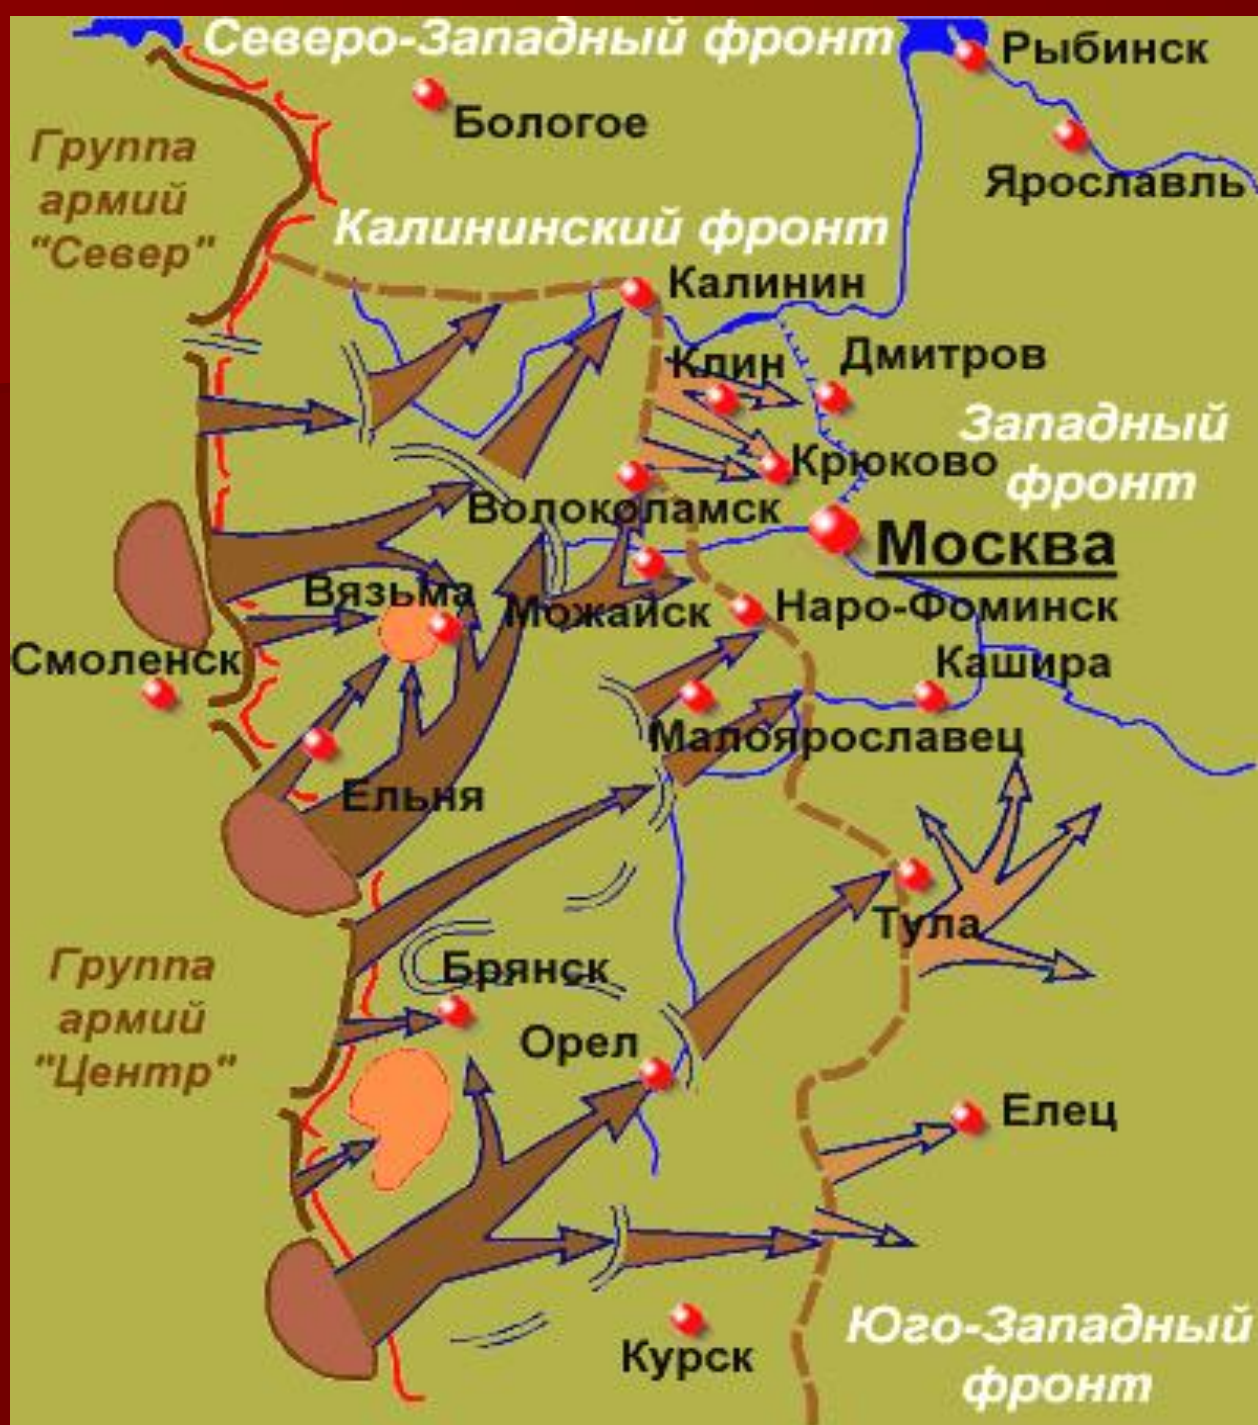 Северо-Западный фронт
Рыбинск
Бологое
Ярославль
Группа
армий
"Север"
Калининский фронт
Калинин
Клин
Дмитров
Западный
фронт
Крюково
Волоколамск
Москва
Вязьма
Можайск
Наро-Фоминск
Смоленск
Кашира
Малоярославец
Ельня
Тула
Группа
армий
"Центр"
Брянск
Орел
Елец
Юго-Западный
фронт
Курск